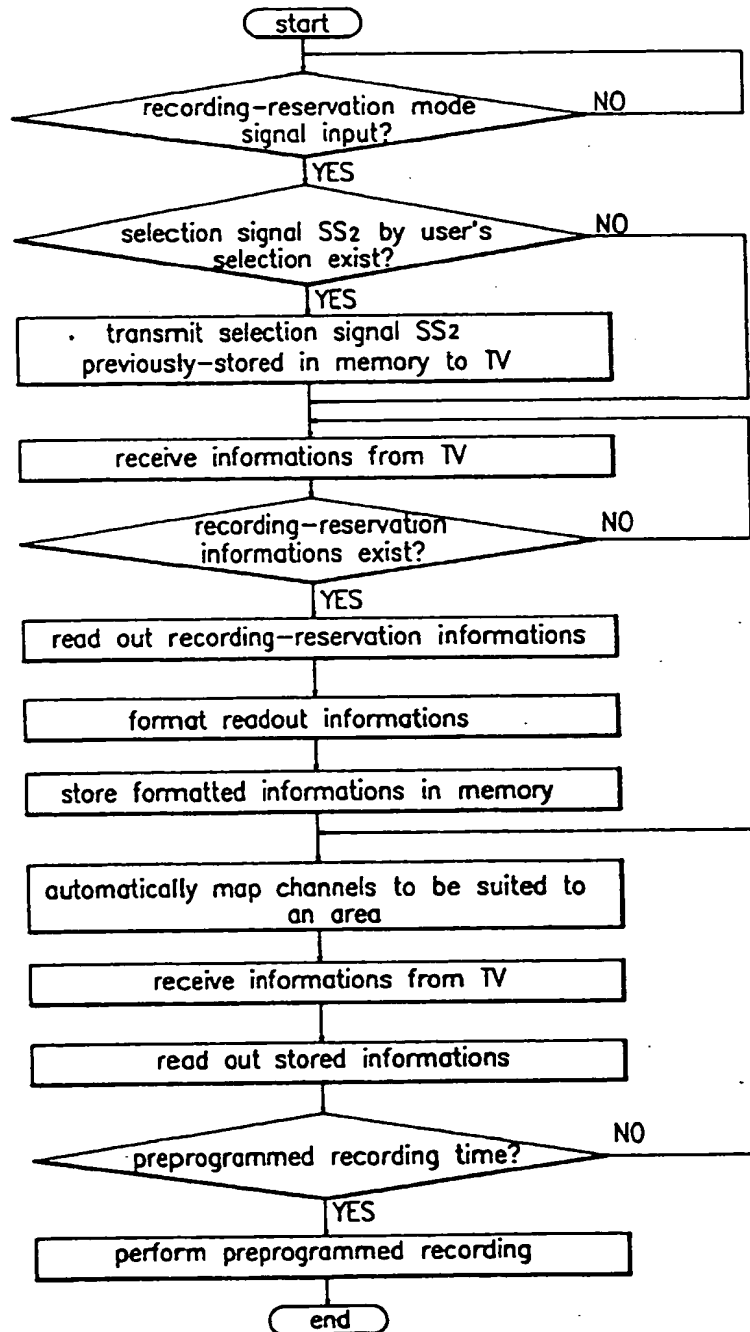 start
recording-reservation mode
signal input?
NO
YES
selection signal SS2 by user's
selection exist?
NO
YES
transmit selection signal SS2
previously-stored in memory to TV
receive informations from TV
recording-reservation
informations exist?
NO
YES
read out recording-reservation informations
format readout informations
store formatted informations in memory
automatically map channels to be suited to
an area
receive informations from TV
read out stored informations
preprogrammed recording time?
NO
YES
perform preprogrammed recording
end